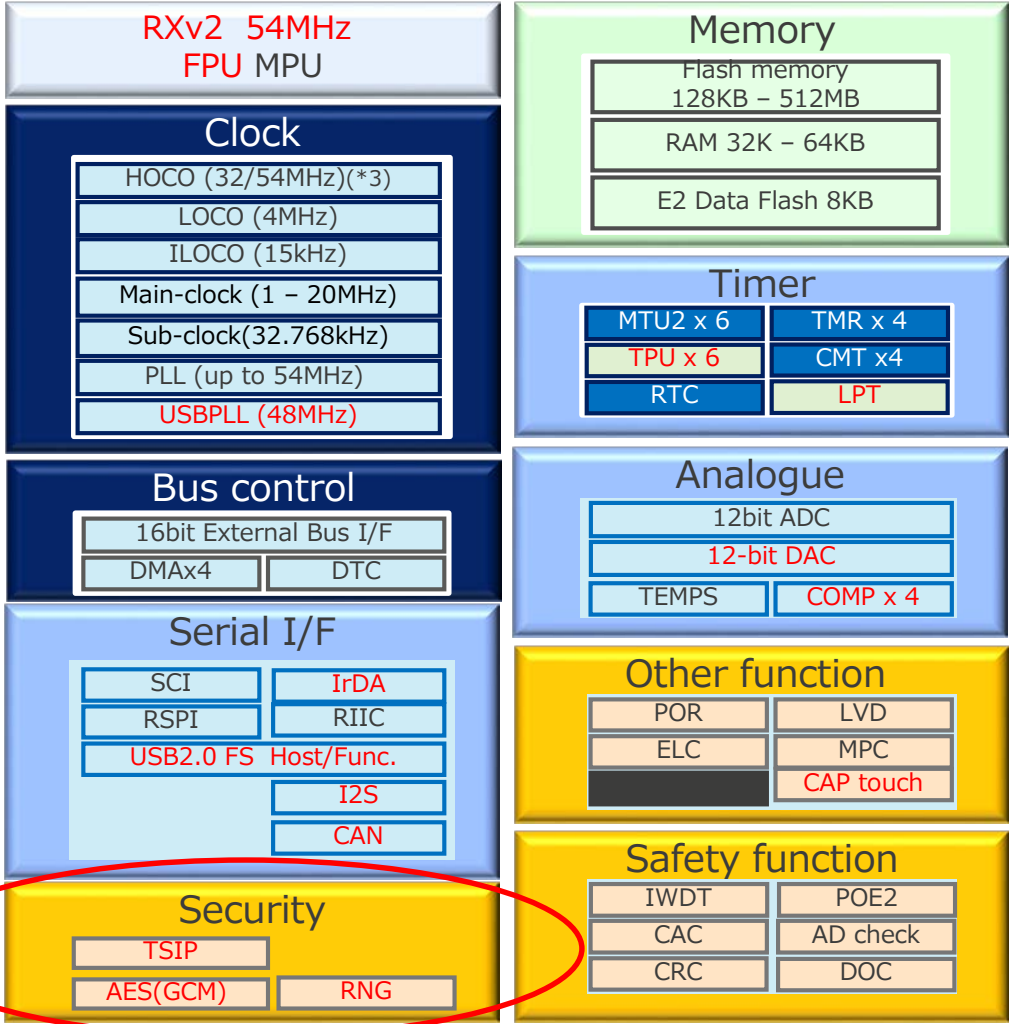 RXv2 54MHz
FPU MPU
Clock
HOCO (32/54MHz)(*3)
LOCO (4MHz)
ILOCO (15kHz)
Main-clock (1 – 20MHz)
Sub-clock(32.768kHz)
PLL (up to 54MHz)
USBPLL (48MHz)
Bus control
16bit External Bus I/F
DMAx4 DTC
Serial I/F
SCI IrDA
RSPI RIIC
USB2.0 FS Host/Func.
I2S
CAN
Security
TSIP
AES(GCM) RNG
Memory
Flash memory
128KB – 512MB
RAM 32K – 64KB
E2 Data Flash 8KB
Timer
MTU2 x 6 TMR x 4
TPU x 6 CMT x4
RTC LPT
Analogue
12bit ADC
12-bit DAC
TEMPS COMP x 4
Other function
POR LVD
ELC MPC
CAP touch
Safety function
IWDT POE2
CAC AD check
CRC DOC